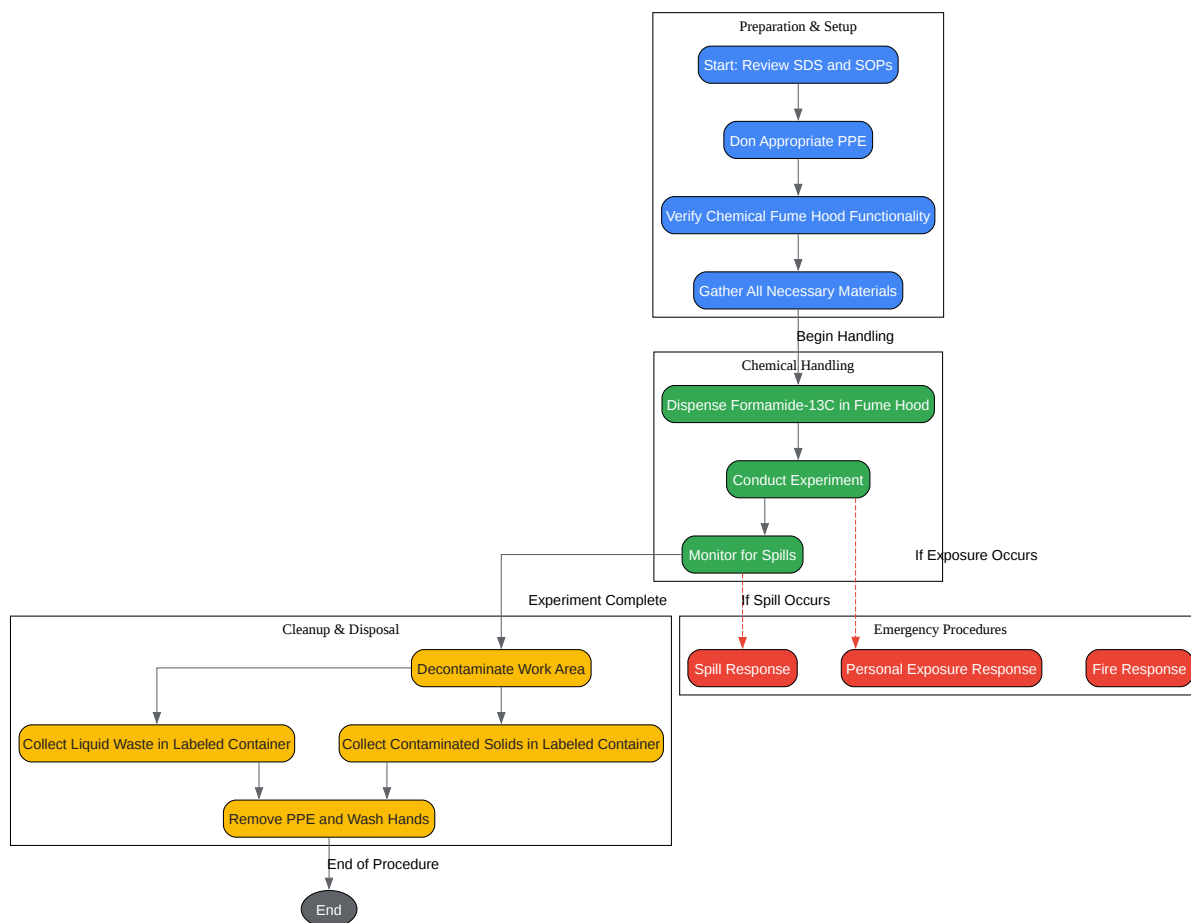 Preparation & Setup
Start: Review SDS and SOPs
Don Appropriate PPE
Verify Chemical Fume Hood Functionality
Gather All Necessary Materials
Begin Handling
Chemical Handling
Dispense Formamide-13C in Fume Hood
Conduct Experiment
Monitor for Spills
If Exposure Occurs
Experiment Complete
If Spill Occurs
Cleanup & Disposal
Emergency Procedures
Decontaminate Work Area
Spill Response
Personal Exposure Response
Fire Response
Collect Liquid Waste in Labeled Container
Collect Contaminated Solids in Labeled Container
Remove PPE and Wash Hands
End of Procedure
End